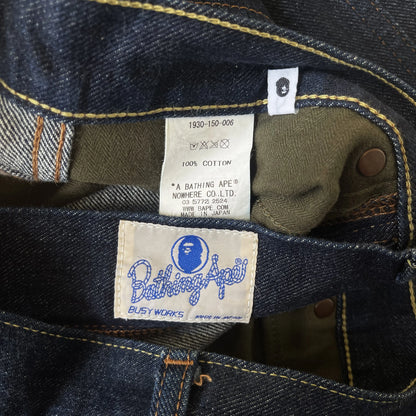 1930-150-006
100% COTTON
"A BATHING APE®
NOWHERE CO.,LTD.
03 5772 2524
WWW.BAPE.COM
MADE IN JAPAN
Bathing Ape
BUSY WORKS MADE IN JAPAN